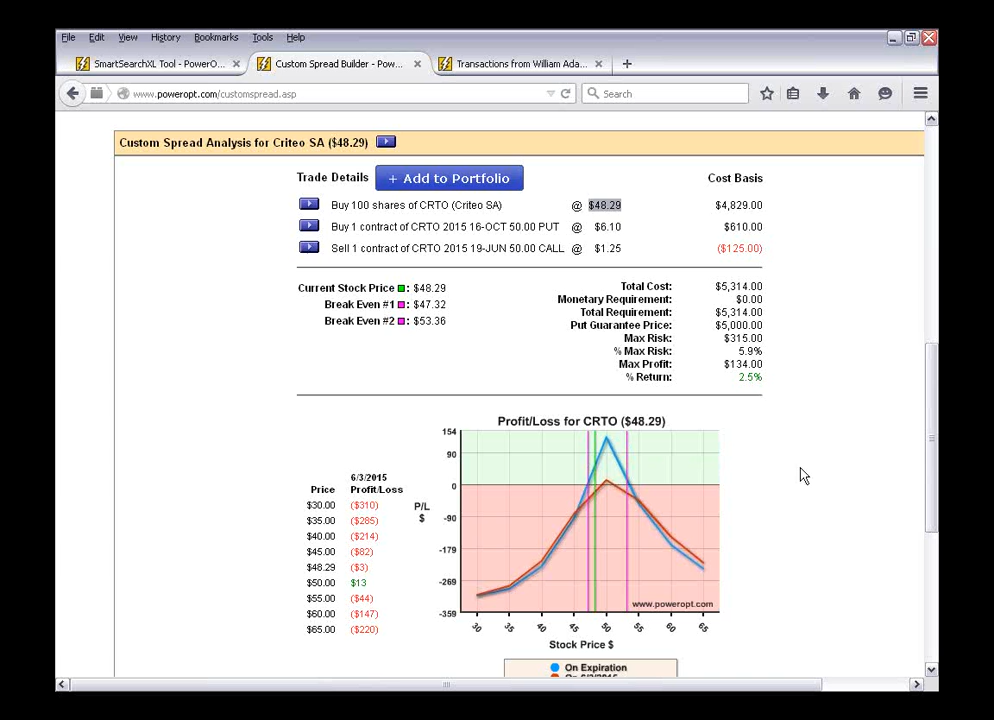 File Edit View History Bookmarks Tools Help
SmartSearchXL Tool - PowerO... × Custom Spread Builder - Pow... × Transactions from William Ada... × +
www.poweropt.com/customspread.asp Search
Custom Spread Analysis for Criteo SA ($48.29)
Trade Details + Add to Portfolio Cost Basis
Buy 100 shares of CRTO (Criteo SA) @ $48.29 $4,829.00
Buy 1 contract of CRTO 2015 16-OCT 50.00 PUT @ $6.10 $610.00
Sell 1 contract of CRTO 2015 19-JUN 50.00 CALL @ $1.25 ($125.00)
Current Stock Price : $48.29
Break Even #1 : $47.32
Break Even #2 : $53.36
Total Cost: $5,314.00
Monetary Requirement: $0.00
Total Requirement: $5,314.00
Put Guarantee Price: $5,000.00
Max Risk: $315.00
% Max Risk: 5.9%
Max Profit: $134.00
% Return: 2.5%
6/3/2015
Price Profit/Loss
$30.00 ($310)
$35.00 ($285)
$40.00 ($214)
$45.00 ($82)
$48.29 ($3)
$50.00 $13
$55.00 ($44)
$60.00 ($147)
$65.00 ($220)
Profit/Loss for CRTO ($48.29)
P/L
$
154
90
0
-90
-179
-269
-359
www.poweropt.com
30 35 40 45 50 55 60 65
Stock Price $
On Expiration
On 6/3/2015